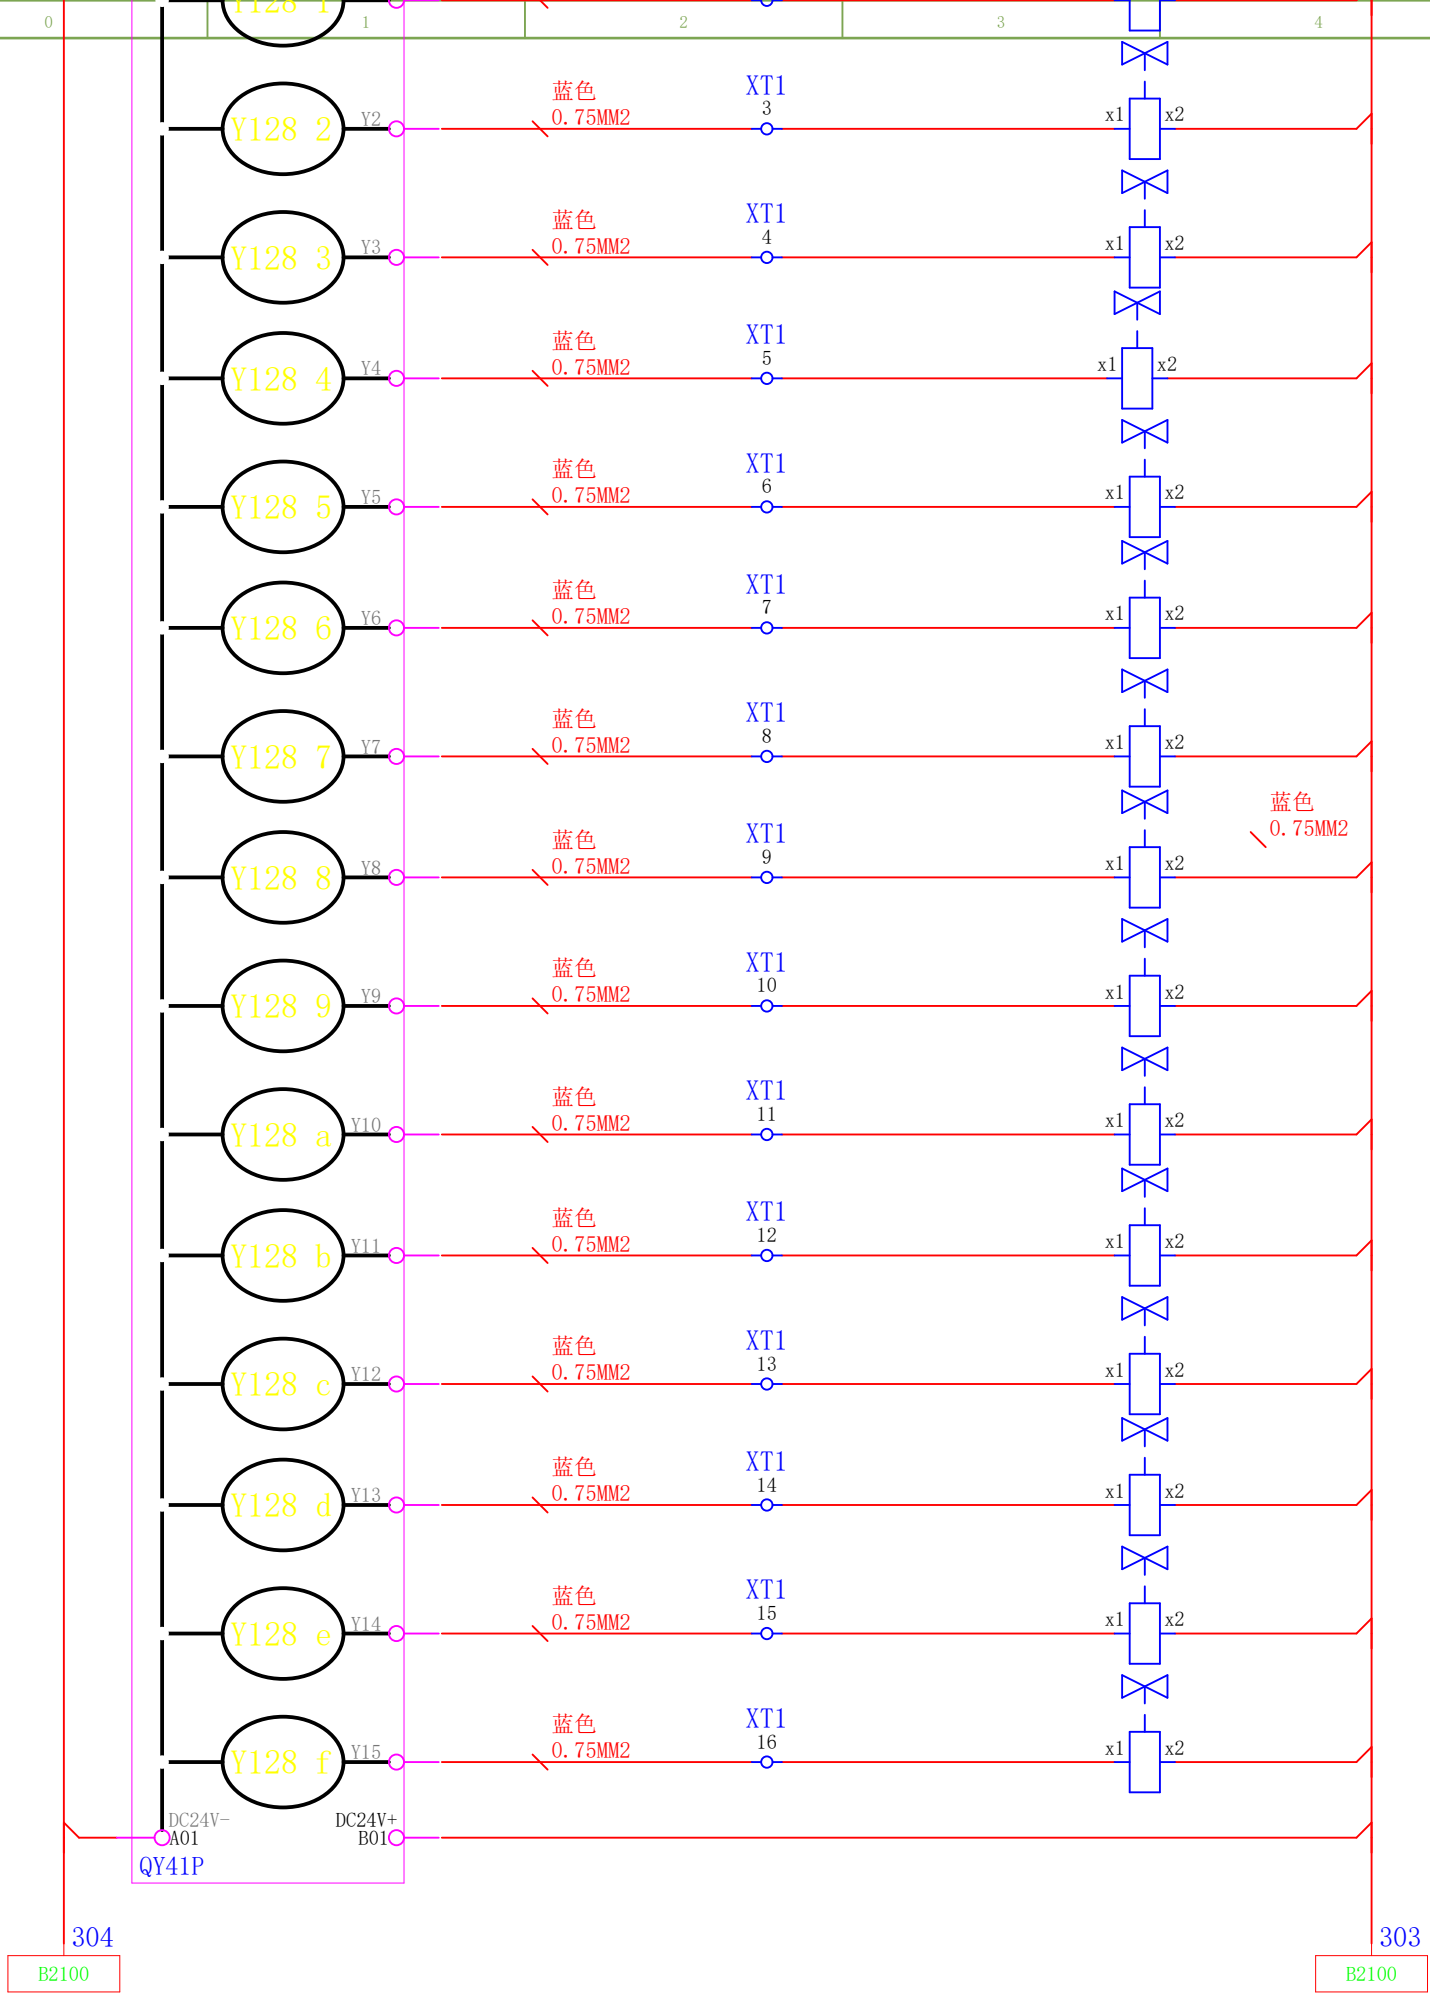 0 1 2 3 4
Y128 1
蓝色 XT1
Y128 2 Y2 0.75MM2 3 x1 x2
蓝色 XT1
Y128 3 Y3 0.75MM2 4 x1 x2
蓝色 XT1
Y128 4 Y4 0.75MM2 5 x1 x2
蓝色 XT1
Y128 5 Y5 0.75MM2 6 x1 x2
蓝色 XT1
Y128 6 Y6 0.75MM2 7 x1 x2
蓝色 XT1
Y128 7 Y7 0.75MM2 8 x1 x2
蓝色
0.75MM2
蓝色 XT1
Y128 8 Y8 0.75MM2 9 x1 x2
蓝色 XT1
Y128 9 Y9 0.75MM2 10 x1 x2
蓝色 XT1
Y128 a Y10 0.75MM2 11 x1 x2
蓝色 XT1
Y128 b Y11 0.75MM2 12 x1 x2
蓝色 XT1
Y128 c Y12 0.75MM2 13 x1 x2
蓝色 XT1
Y128 d Y13 0.75MM2 14 x1 x2
蓝色 XT1
Y128 e Y14 0.75MM2 15 x1 x2
蓝色 XT1
Y128 f Y15 0.75MM2 16 x1 x2
DC24V- DC24V+
A01 B01
QY41P
304 303
B2100 B2100